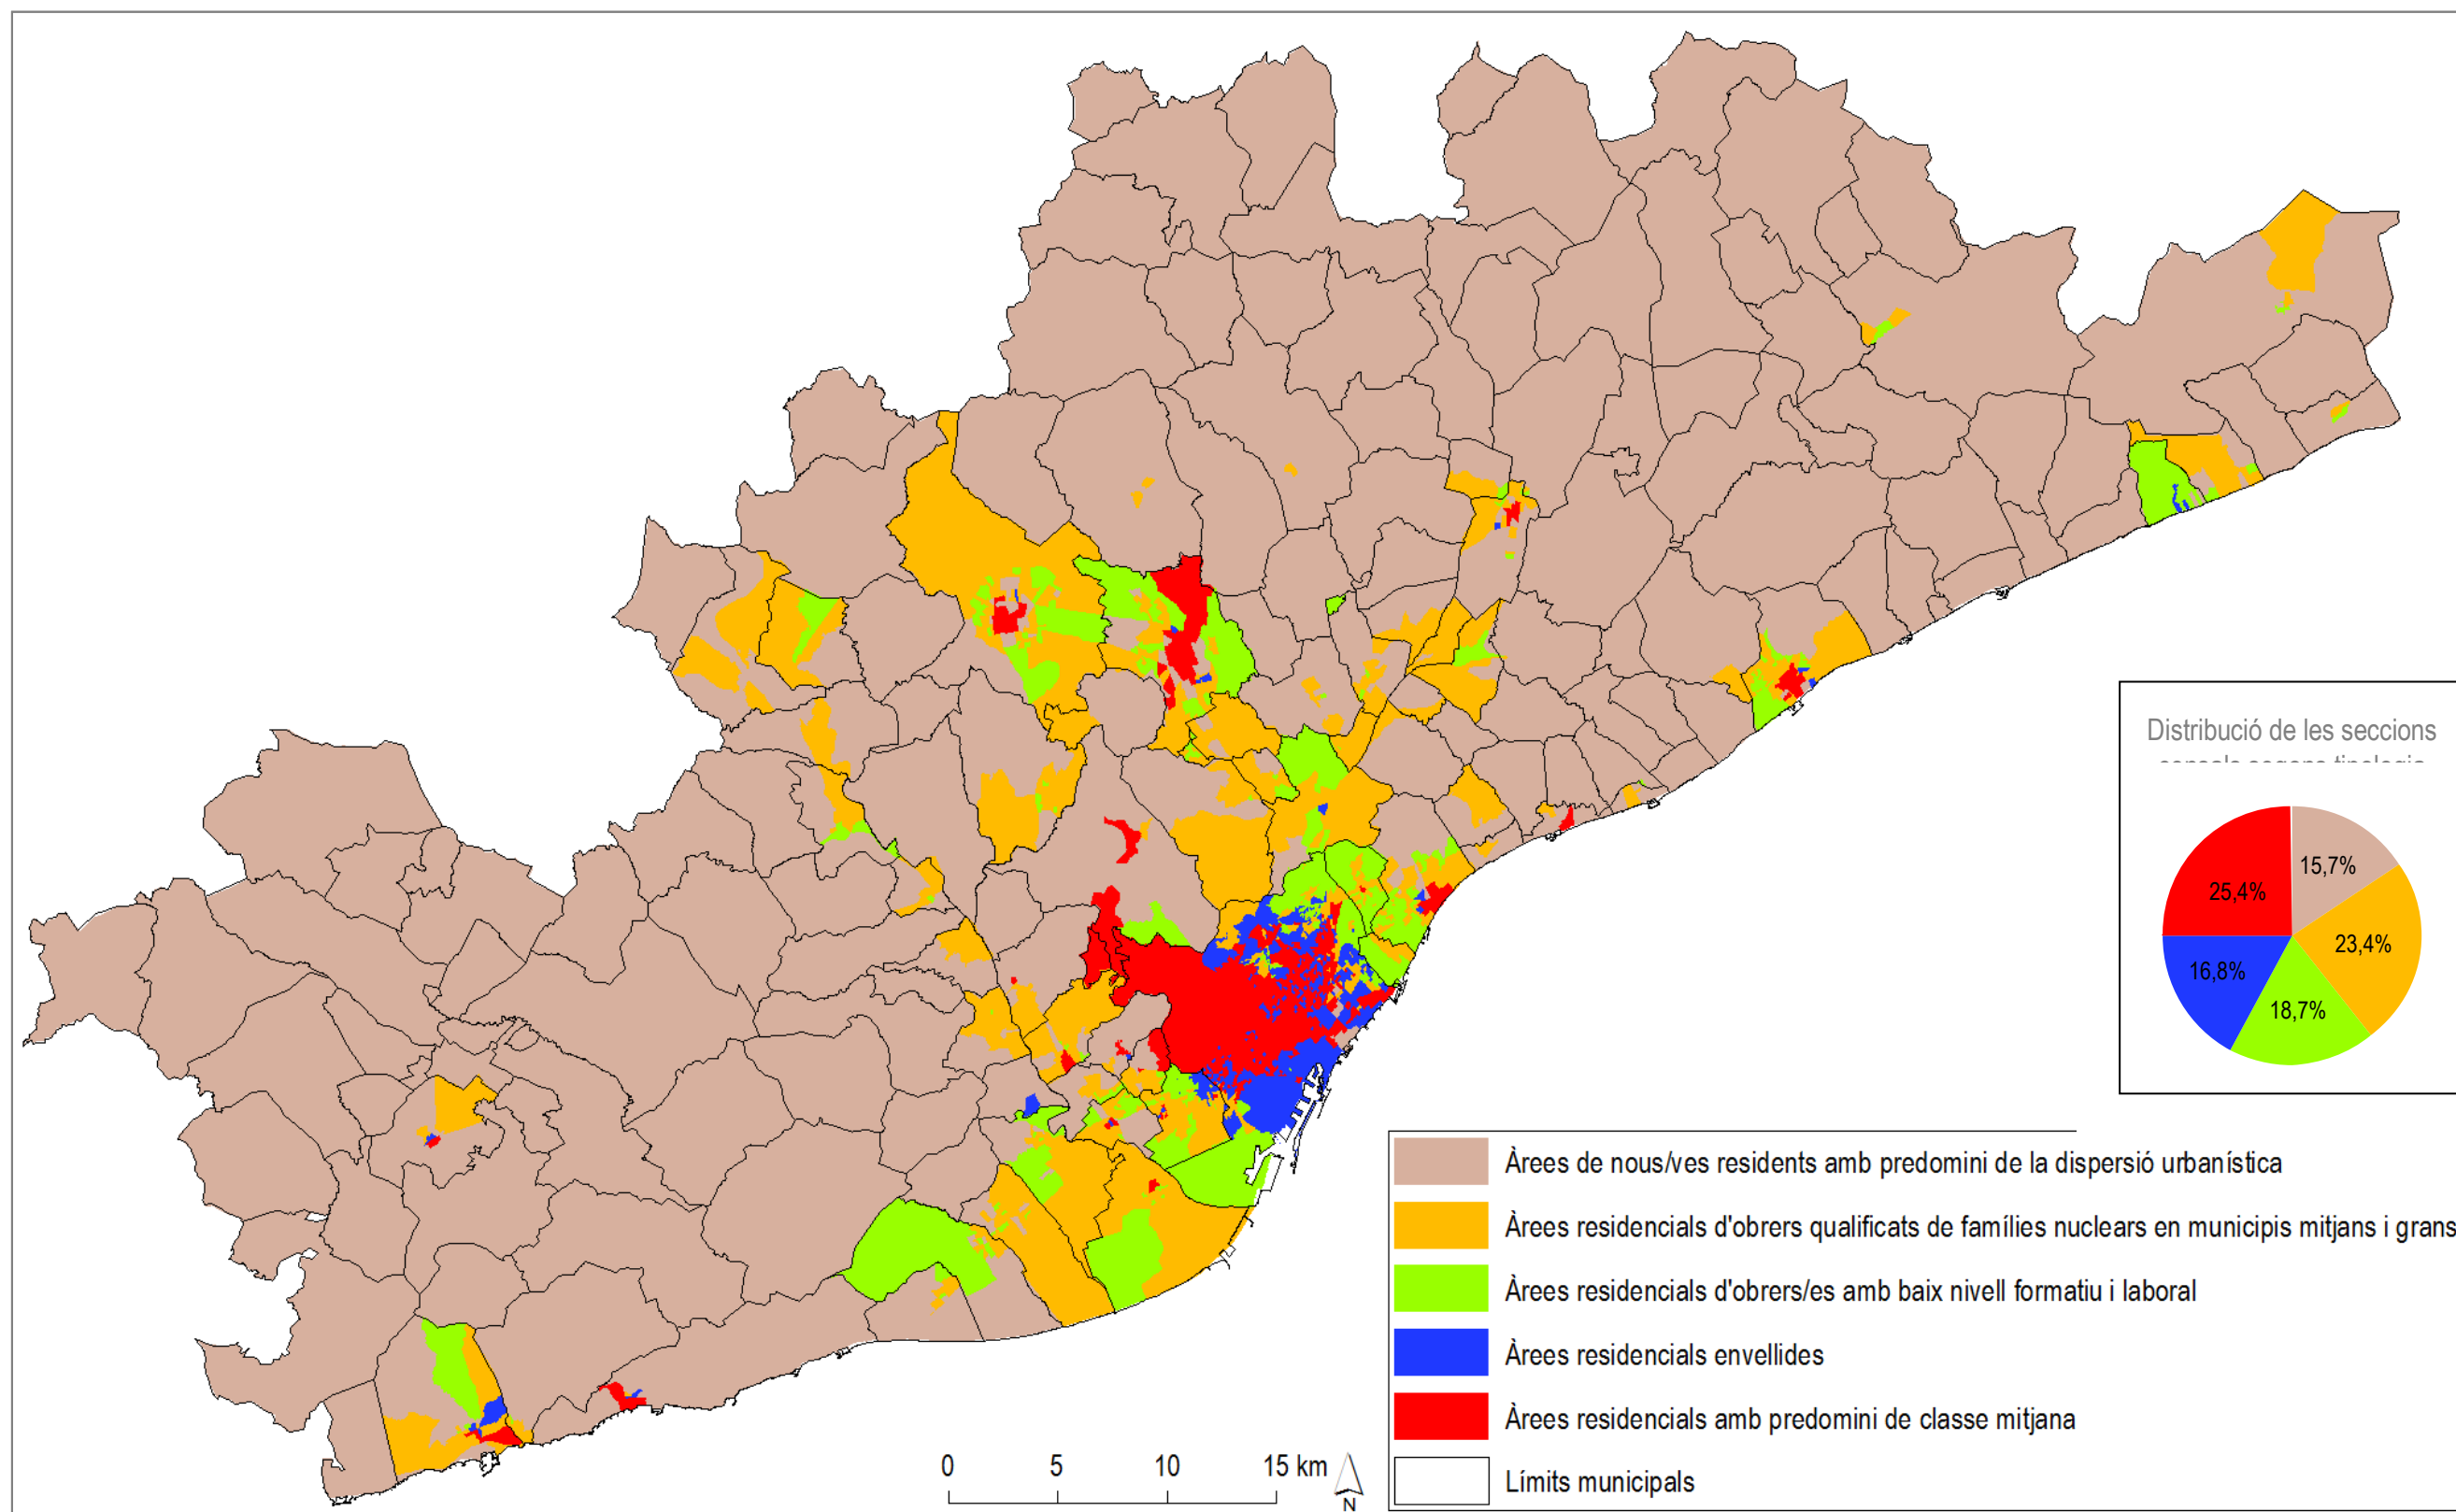 Distribució de les seccions
15,7%
25,4%
23,4%
16,8%
18,7%
Àrees de nous/ves residents amb predomini de la dispersió urbanística
Àrees residencials d'obrers qualificats de famílies nuclears en municipis mitjans i grans
Àrees residencials d'obrers/es amb baix nivell formatiu i laboral
Àrees residencials envellides
Àrees residencials amb predomini de classe mitjana
Límits municipals
0 5 10 15 km
N